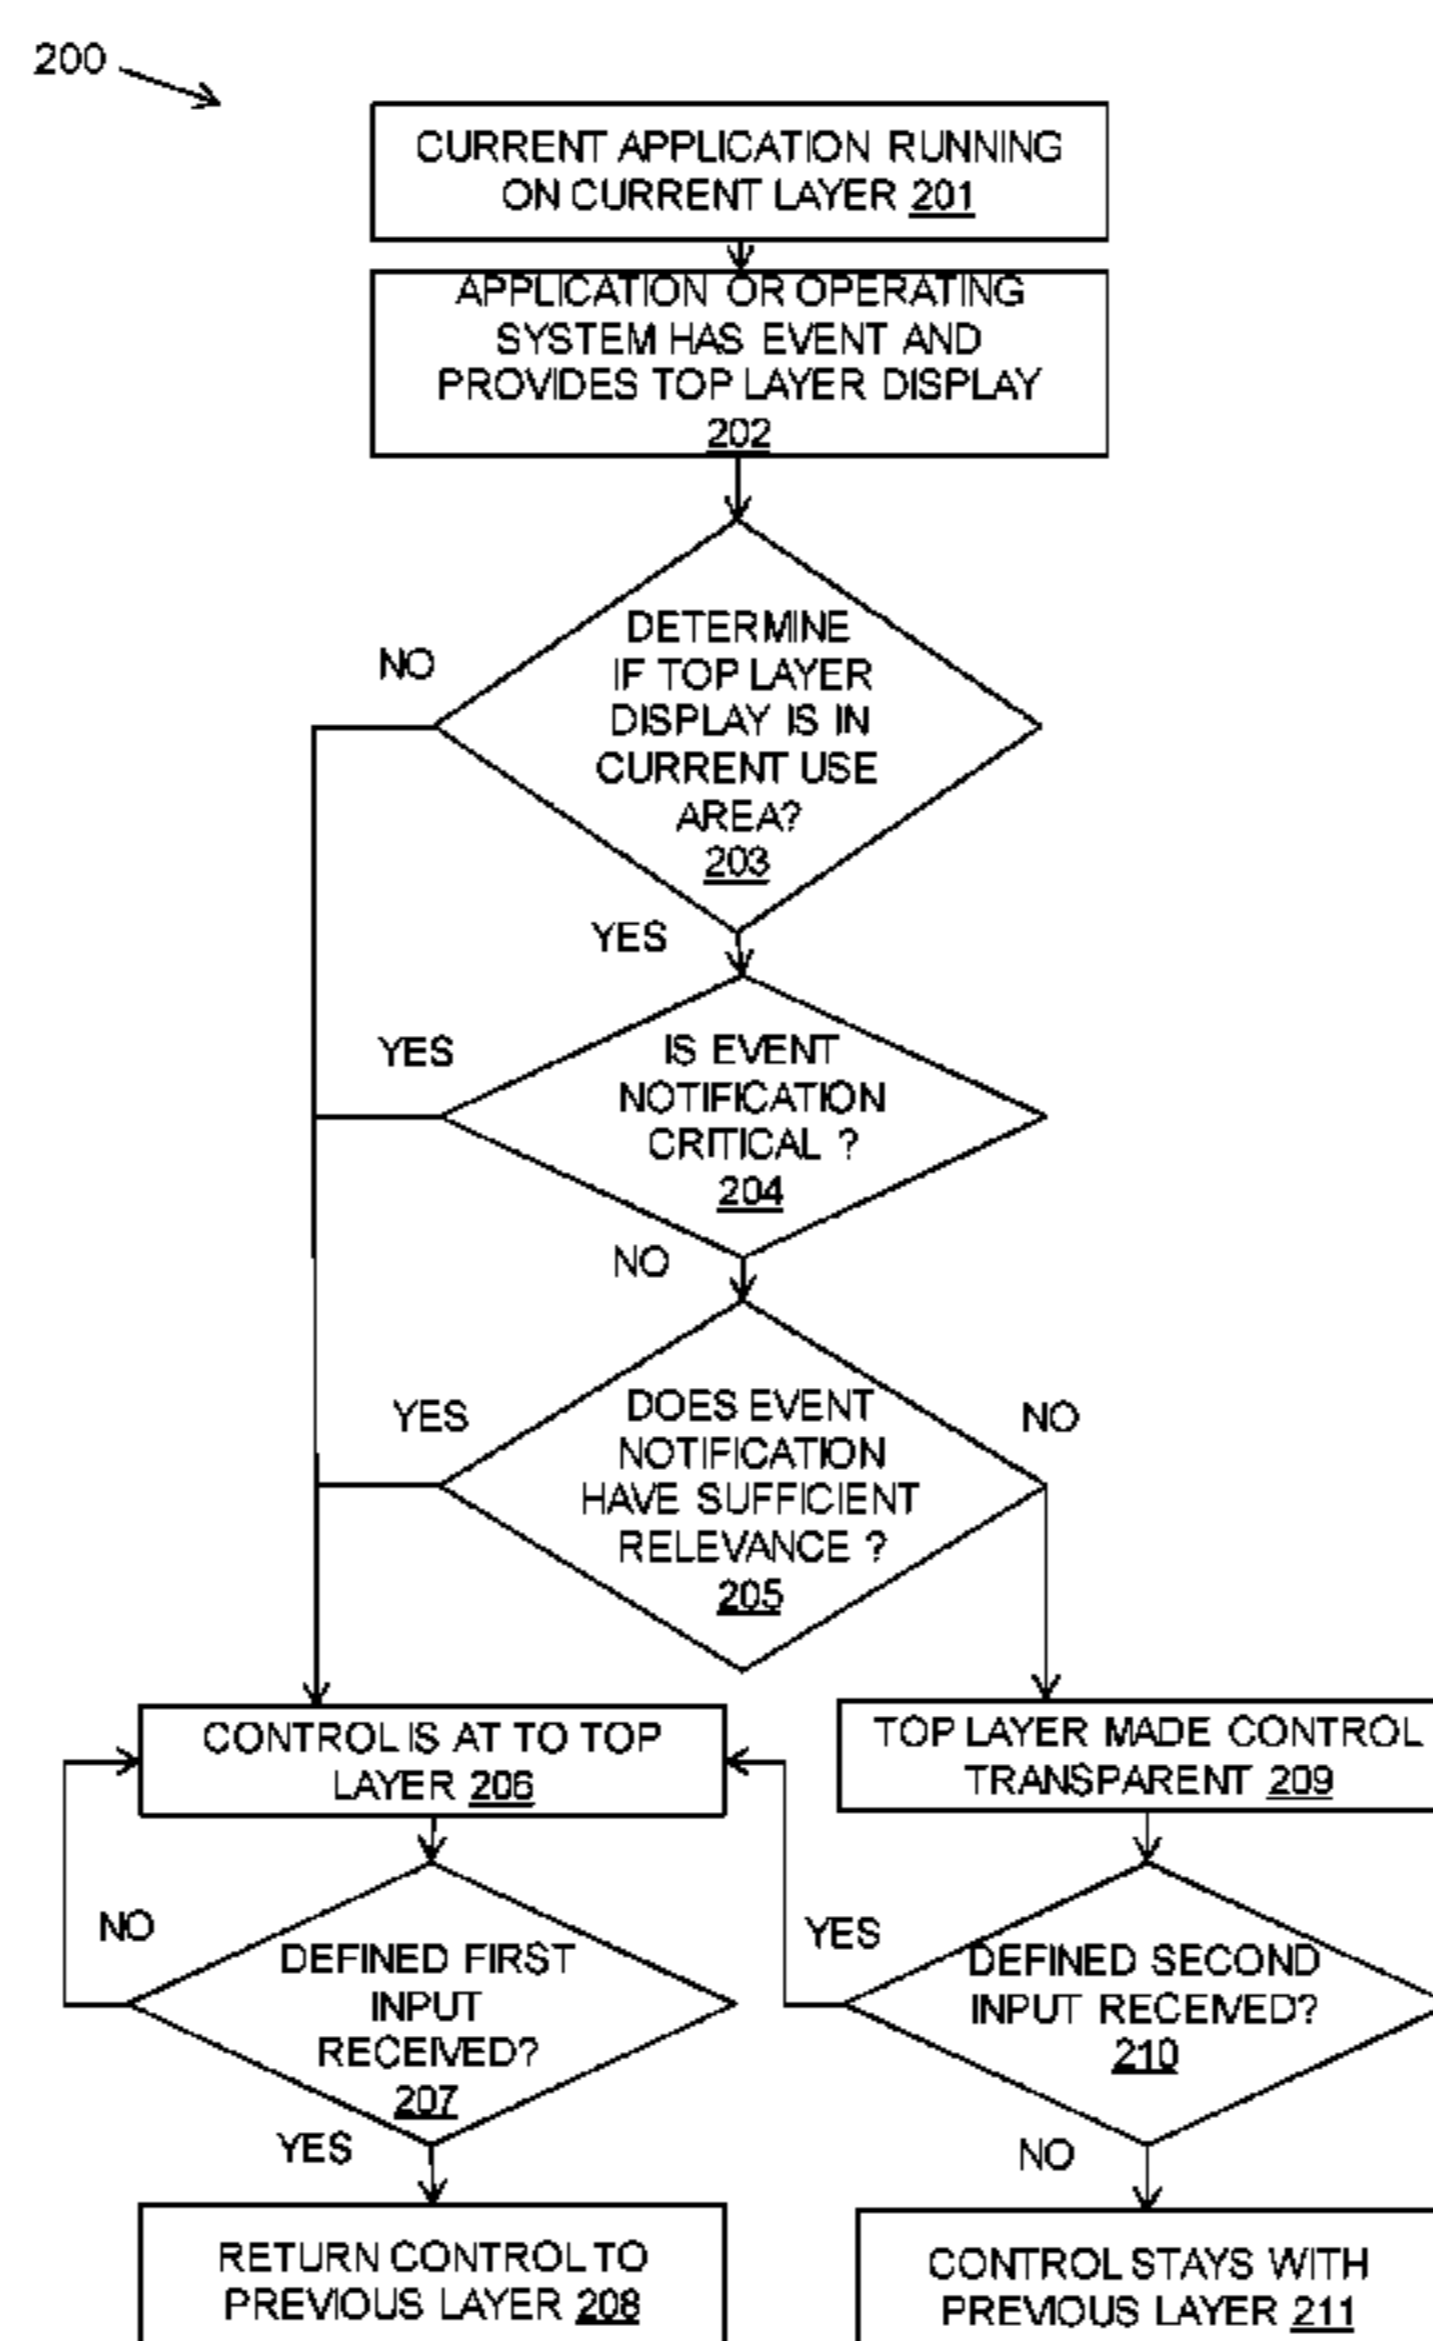 200
CURRENT APPLICATION RUNNING
ON CURRENT LAYER 201
APPLICATION OR OPERATING
SYSTEM HAS EVENT AND
PROVIDES TOP LAYER DISPLAY
202
DETERMINE
IF TOP LAYER
DISPLAY IS IN
CURRENT USE
AREA?
203
NO
YES
IS EVENT
NOTIFICATION
CRITICAL ?
204
YES
NO
DOES EVENT
NOTIFICATION
HAVE SUFFICIENT
RELEVANCE ?
205
YES
NO
CONTROL IS AT TO TOP
LAYER 206
TOP LAYER MADE CONTROL
TRANSPARENT 209
NO
DEFINED FIRST
INPUT
RECEIVED?
207
YES
YES
DEFINED SECOND
INPUT RECEIVED?
210
NO
RETURN CONTROL TO
PREVIOUS LAYER 208
CONTROL STAYS WITH
PREVIOUS LAYER 211